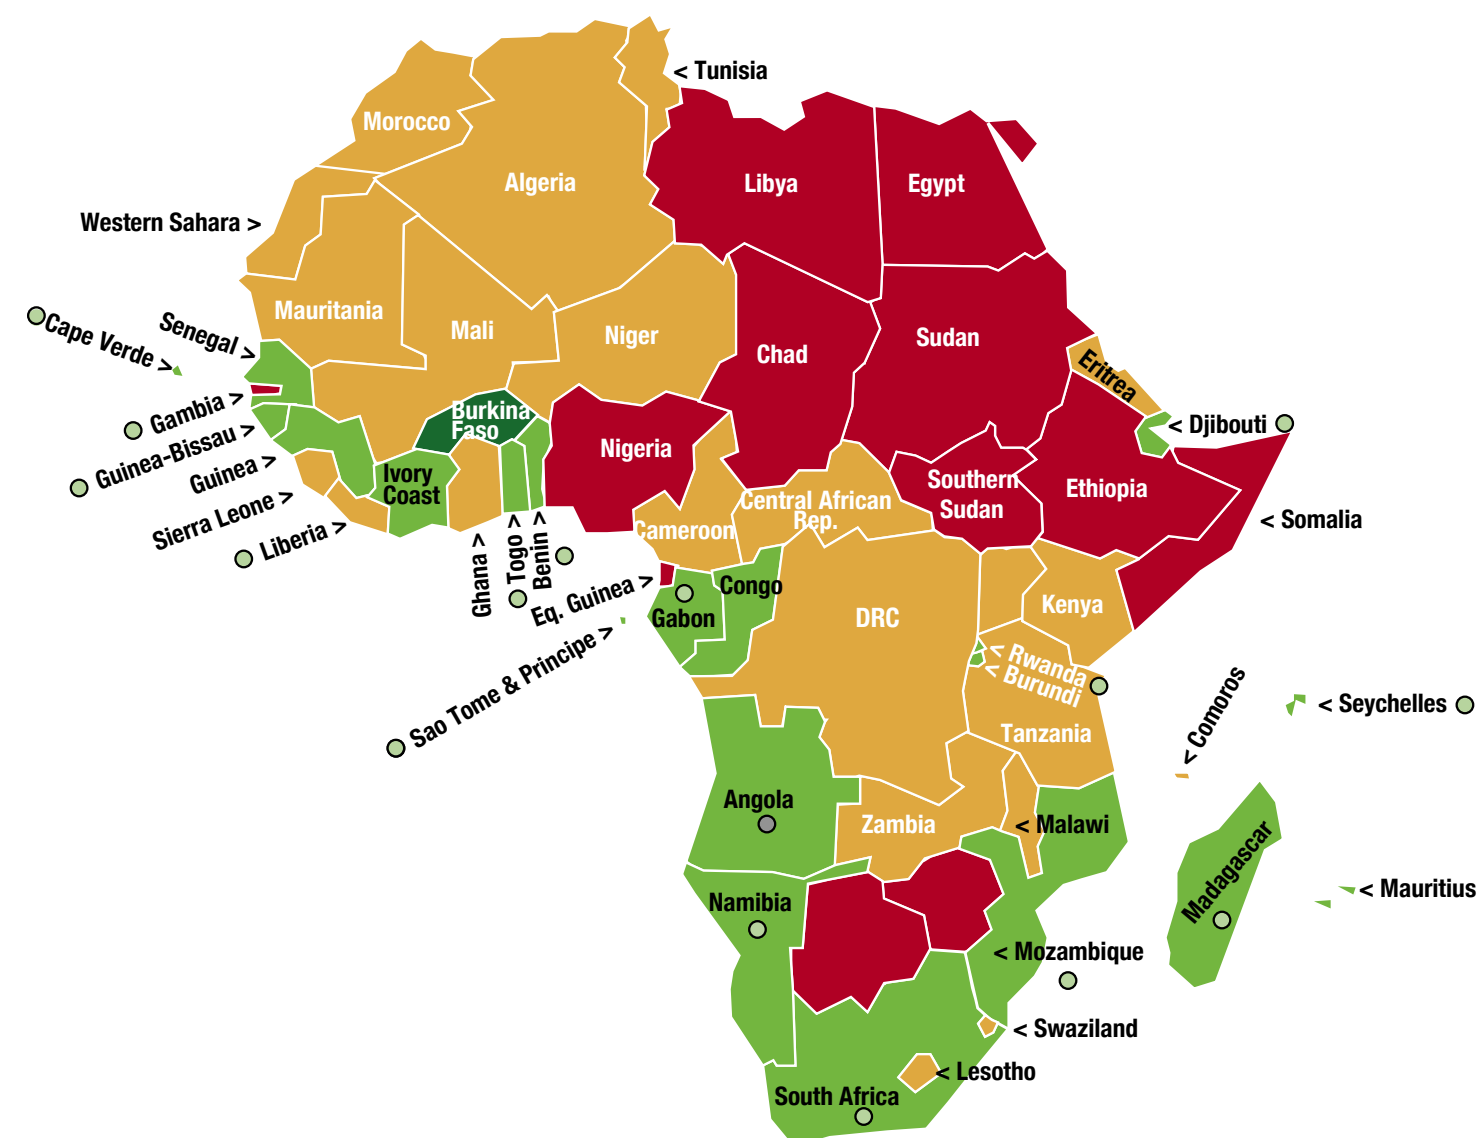 < Tunisia
Morocco
Algeria
Libya
Egypt
Western Sahara >
Mauritania
Mali
Niger
Chad
Sudan
Eritrea
Senegal >
Cape Verde >
Gambia >
Guinea-Bissau >
Guinea >
Sierra Leone >
Liberia >
Burkina
Faso
Ivory
Coast
Ghana >
Togo >
Benin >
Nigeria
< Djibouti
Southern
Sudan
Ethiopia
< Somalia
Central African
Rep.
Cameroon
Eq. Guinea >
Sao Tome & Principe >
Gabon
Congo
DRC
Kenya
< Rwanda
< Burundi
Tanzania
< Comoros
< Seychelles
Angola
Zambia
< Malawi
Madagascar
< Mauritius
Namibia
< Mozambique
< Swaziland
< Lesotho
South Africa